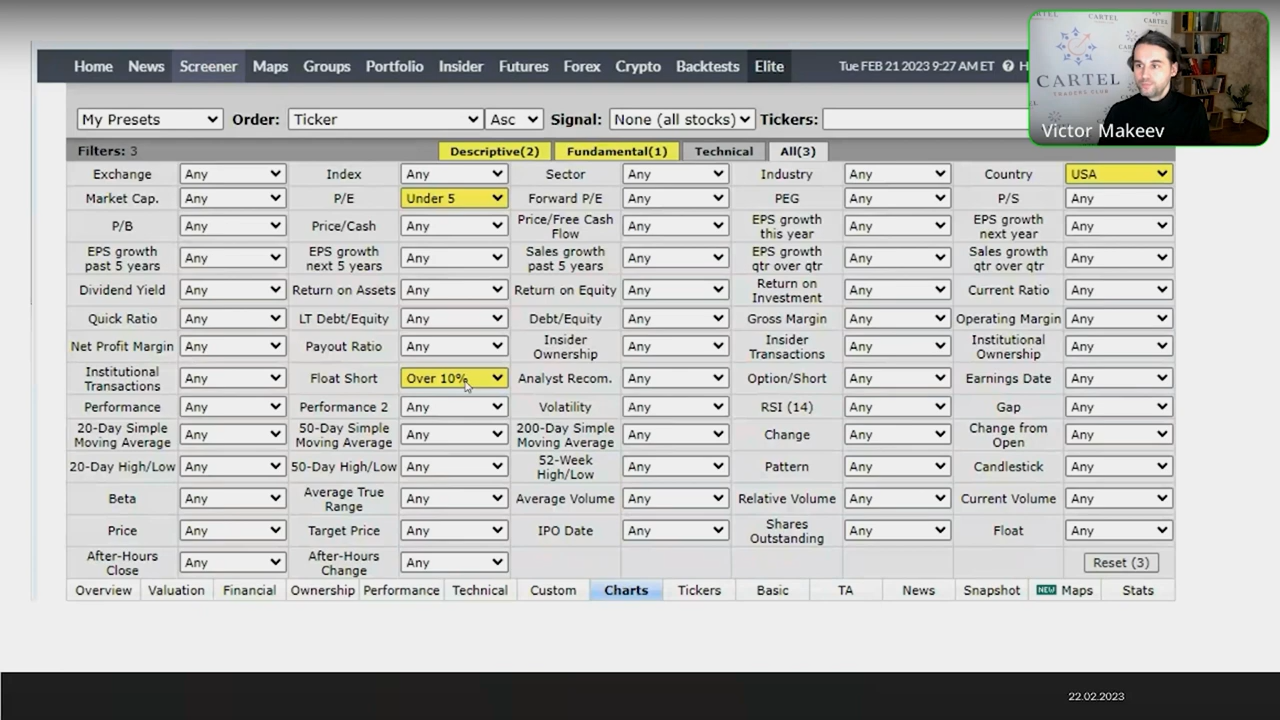 Home News Screener Maps Groups Portfolio Insider Futures Forex Crypto Backtests Elite Tue FEB 21 2023 9:27 AM ET H
CARTEL
TRADERS CLUB
Victor Makeev
My Presets Order: Ticker Asc Signal: None (all stocks) Tickers:
Filters: 3 Descriptive(2) Fundamental(1) Technical All(3)
Exchange Any Index Any Sector Any Industry Any Country USA
Market Cap. Any P/E Under 5 Forward P/E Any PEG Any P/S Any
P/B Any Price/Cash Any Price/Free Cash Flow Any EPS growth this year Any EPS growth next year Any
EPS growth past 5 years Any EPS growth next 5 years Any Sales growth past 5 years Any EPS growth qtr over qtr Any Sales growth qtr over qtr Any
Dividend Yield Any Return on Assets Any Return on Equity Any Return on Investment Any Current Ratio Any
Quick Ratio Any LT Debt/Equity Any Debt/Equity Any Gross Margin Any Operating Margin Any
Net Profit Margin Any Payout Ratio Any Insider Ownership Any Insider Transactions Any Institutional Ownership Any
Institutional Transactions Any Float Short Over 10% Analyst Recom. Any Option/Short Any Earnings Date Any
Performance Any Performance 2 Any Volatility Any RSI (14) Any Gap Any
20-Day Simple Moving Average Any 50-Day Simple Moving Average Any 200-Day Simple Moving Average Any Change Any Change from Open Any
20-Day High/Low Any 50-Day High/Low Any 52-Week High/Low Any Pattern Any Candlestick Any
Beta Any Average True Range Any Average Volume Any Relative Volume Any Current Volume Any
Price Any Target Price Any IPO Date Any Shares Outstanding Any Float Any
After-Hours Close Any After-Hours Change Any Reset (3)
Overview Valuation Financial Ownership Performance Technical Custom Charts Tickers Basic TA News Snapshot NEW Maps Stats
22.02.2023